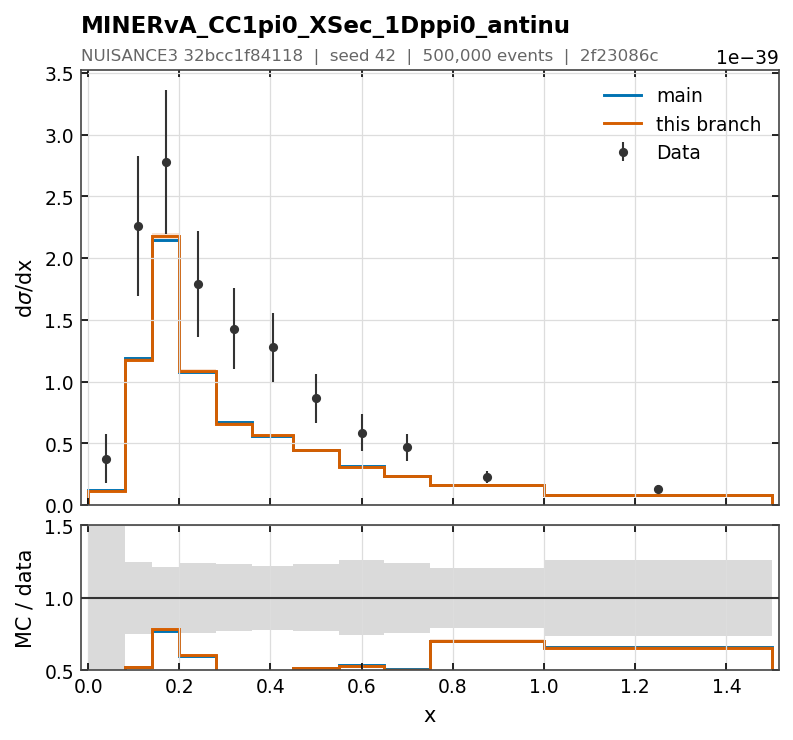 MINERvA_CC1pi0_XSec_1Dppi0_antinu
NUISANCE3 32bcc1f84118 | seed 42 | 500,000 events | 2f23086c
1e−39
main
this branch
Data
dσ/dx
3.5
3.0
2.5
2.0
1.5
1.0
0.5
0.0
MC / data
1.5
1.0
0.5
0.0 0.2 0.4 0.6 0.8 1.0 1.2 1.4
x